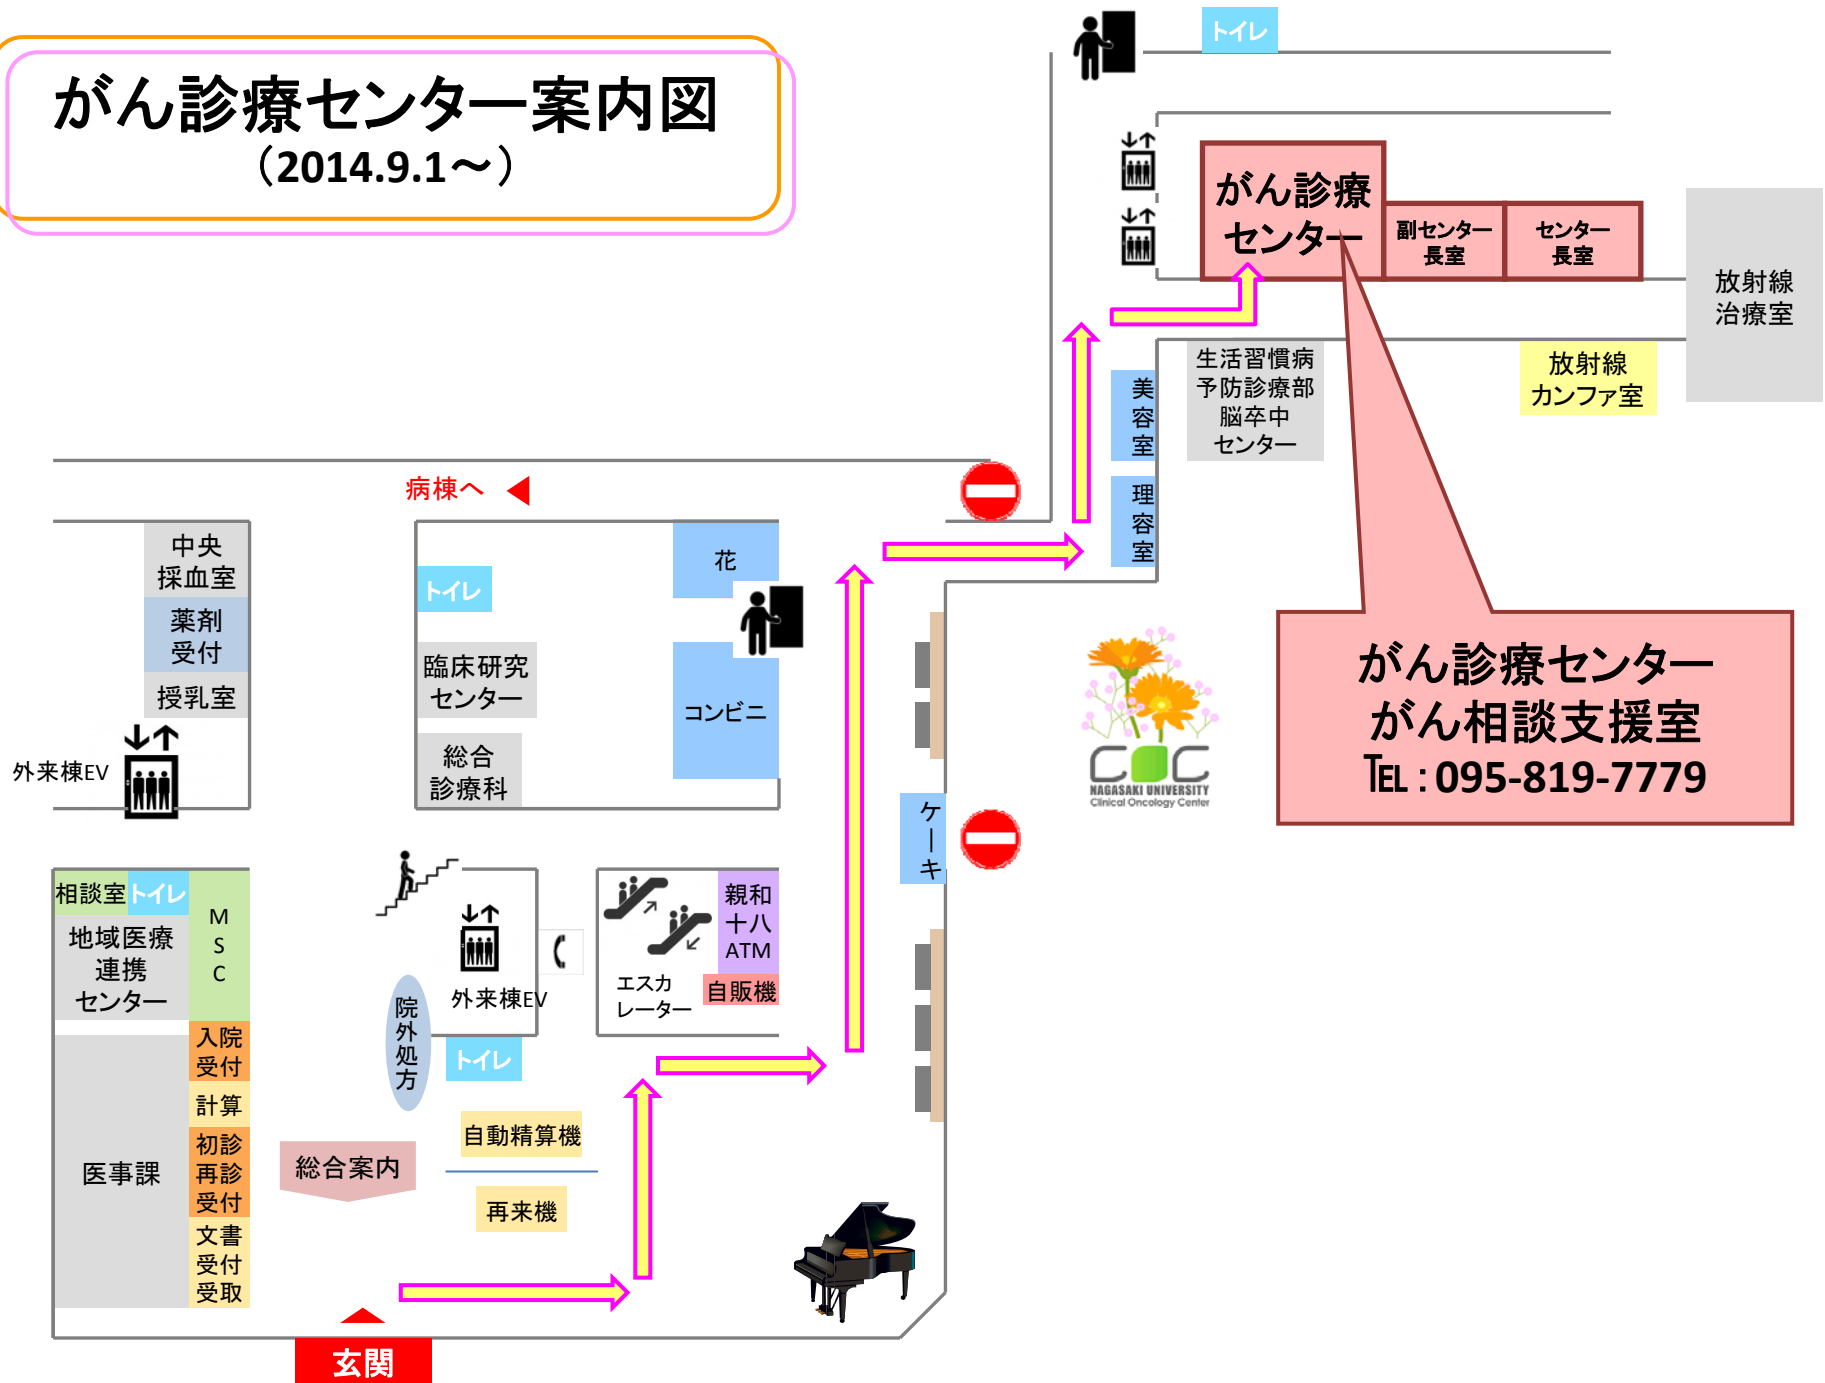 がん診療センター案内図
（2014.9.1～）
トイレ
がん診療
センター
副センター
長室
センター
長室
放射線
治療室
生活習慣病
予防診療部
脳卒中
センター
放射線
カンファ室
美容室
理容室
病棟へ
中央
採血室
薬剤
受付
授乳室
外来棟EV
トイレ
臨床研究
センター
総合
診療科
花
コンビニ
ケーキ
COC
NAGASAKI UNIVERSITY
Clinical Oncology Center
がん診療センター
がん相談支援室
TEL：095-819-7779
相談室
トイレ
MSC
地域医療
連携
センター
入院
受付
計算
初診
再診
受付
文書
受付
受取
医事課
院外処方
外来棟EV
トイレ
エスカ
レーター
親和
十八
ATM
自販機
総合案内
自動精算機
再来機
玄関